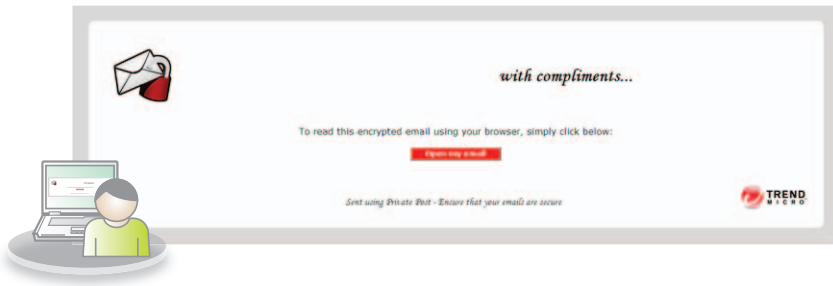 with compliments...
To read this encrypted email using your browser, simply click below:
Open my email
Sent using Private Post - Ensure that your emails are secure
TREND
MICRO